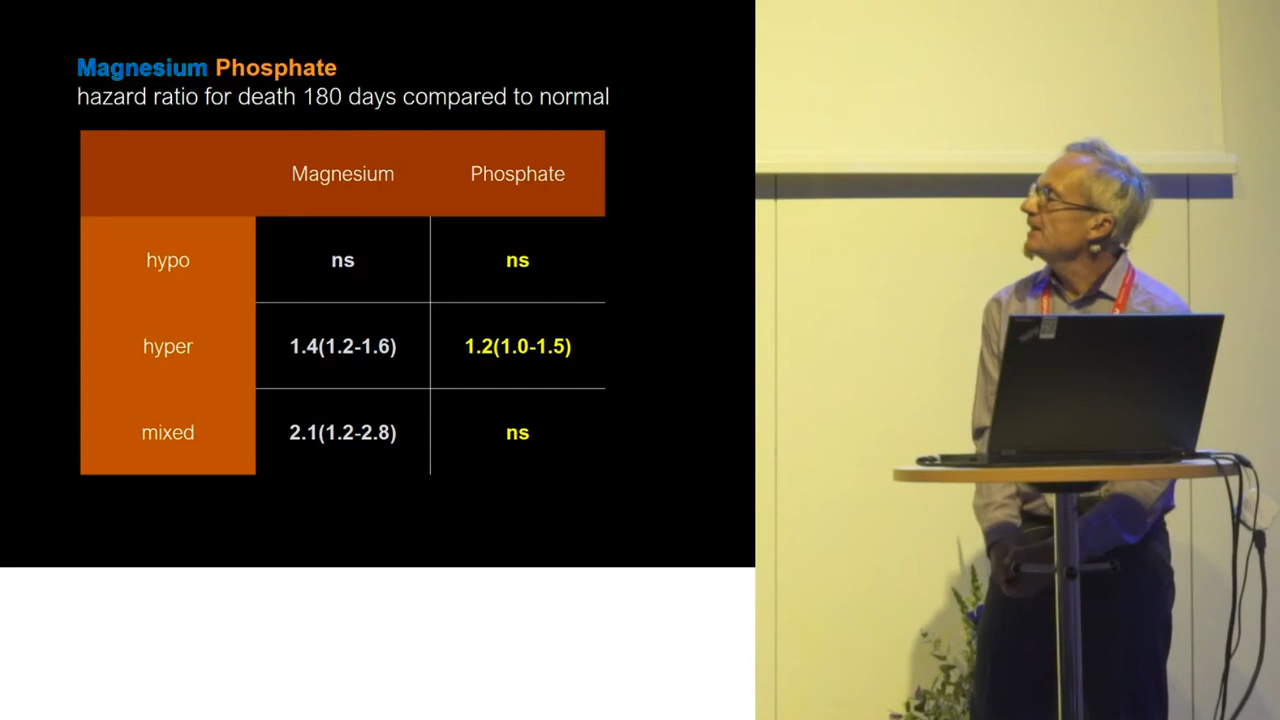 Magnesium Phosphate
hazard ratio for death 180 days compared to normal
Magnesium Phosphate
hypo ns ns
hyper 1.4(1.2-1.6) 1.2(1.0-1.5)
mixed 2.1(1.2-2.8) ns